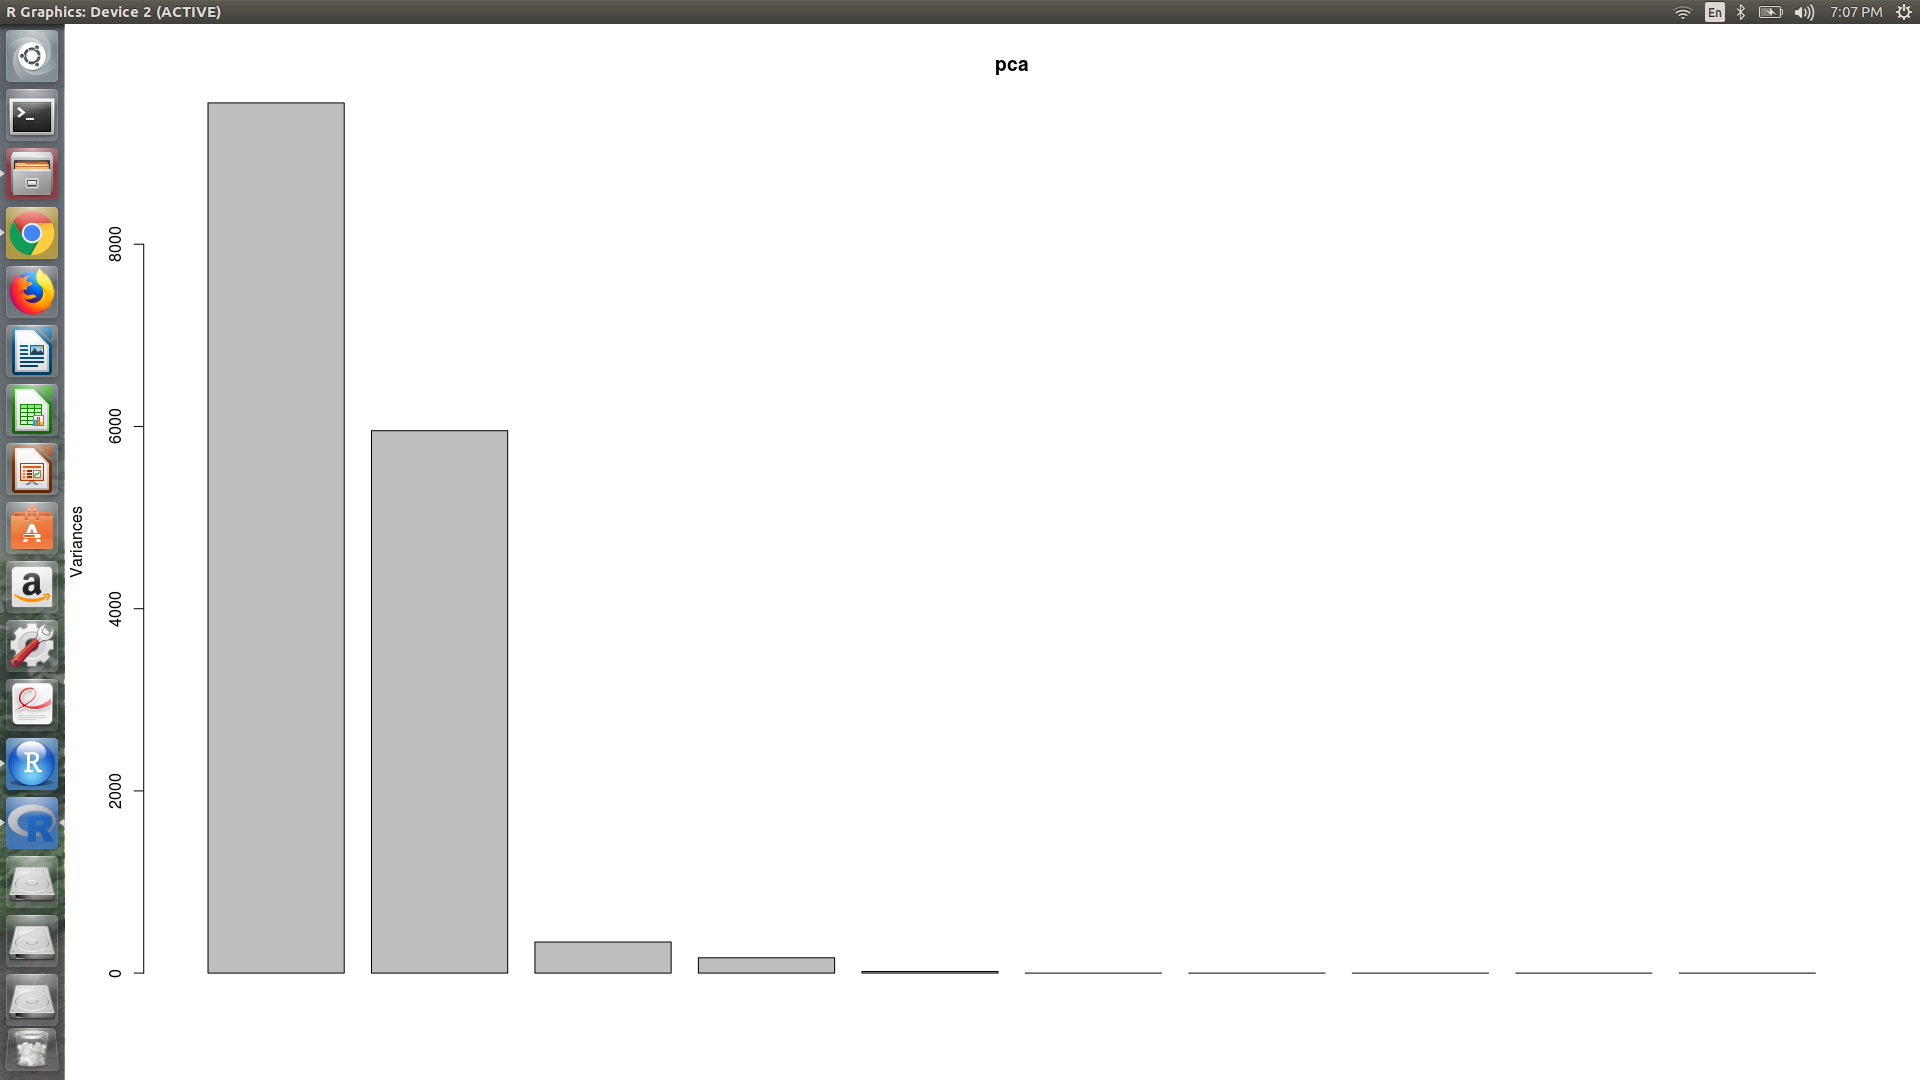 R Graphics: Device 2 (ACTIVE)
En
7:07 PM
pca
Variances
8000
6000
4000
2000
0